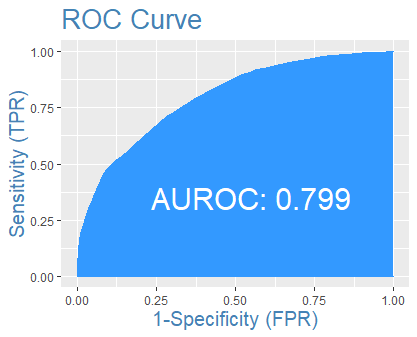 ROC Curve
Sensitivity (TPR)
1.00
0.75
0.50
0.25
0.00
AUROC: 0.799
0.00 0.25 0.50 0.75 1.00
1-Specificity (FPR)